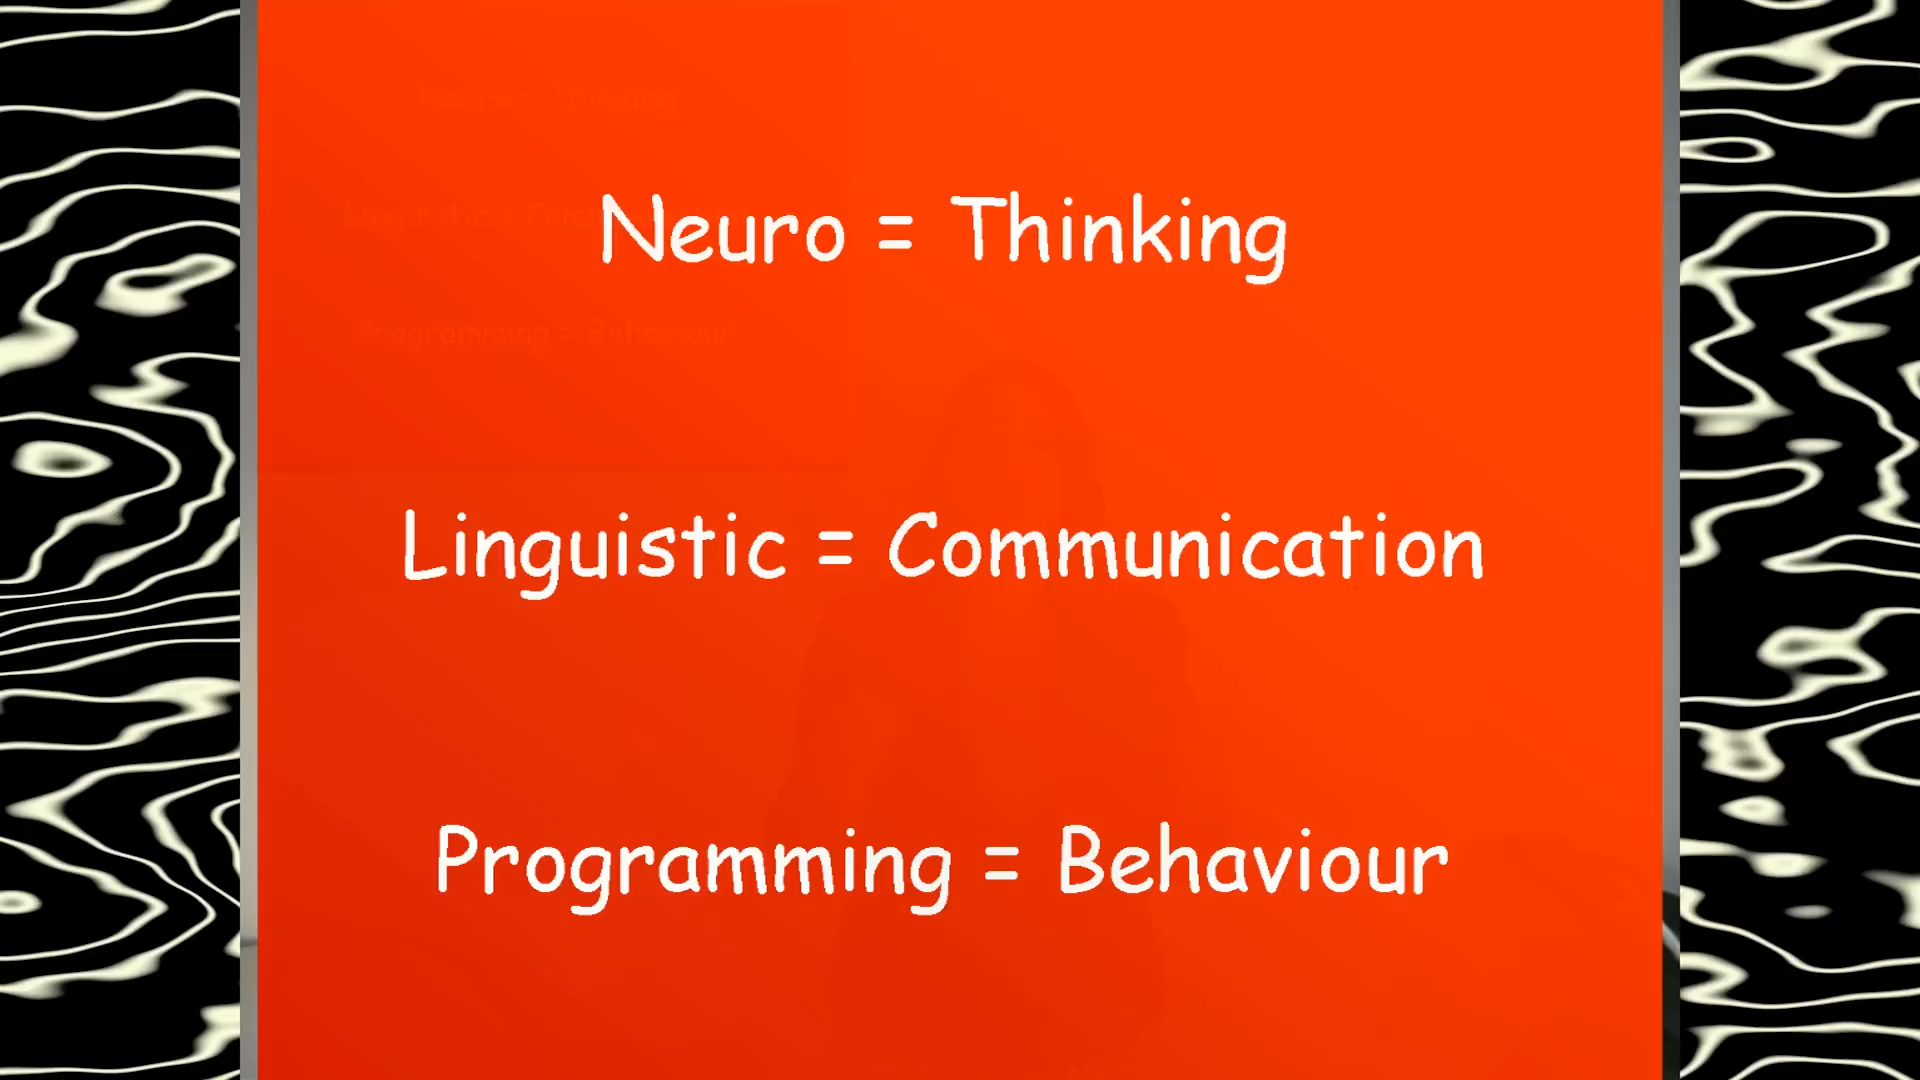 Neuro = Thinking
Linguistic = Communication
Programming = Behaviour